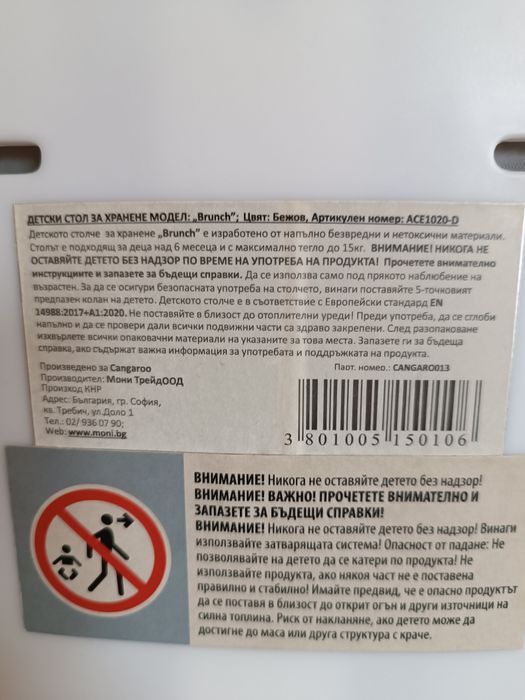 ДЕТСКИ СТОЛ ЗА ХРАНЕНЕ МОДЕЛ: „Brunch"; Цвят: Бежов, Артикулен номер: ACE1020-D
Детското столче за хранене „Brunch" е изработено от напълно безвредни и нетоксични материали.
Столът е подходящ за деца над 6 месеца и с максимално тегло до 15кг. ВНИМАНИЕ! НИКОГА НЕ
ОСТАВЯЙТЕ ДЕТЕТО БЕЗ НАДЗОР ПО ВРЕМЕ НА УПОТРЕБА НА ПРОДУКТА! Прочетете внимателно
инструкциите и запазете за бъдещи справки. Да се използва само под прякото наблюдение на
възрастен. За да се осигури безопасната употреба на столчето, винаги поставяйте 5-точковият
предпазен колан на детето. Детското столче е в съответствие с Европейски стандард EN
14988:2017+A1:2020. Не поставяйте в близост до отоплителни уреди! Преди употреба, да се сглоби
напълно и да се провери дали всички подвижни части са здраво закрепени. След разопаковане
изхвърлете всички опаковъчни материали на указаните за това места. Запазете ги за бъдеща
справка, ако съдържат важна информация за употребата и поддръжката на продукта.
Произведено за Cangaroo
Производител: Мони ТрейдООД
Произход КНР
Адрес: България, гр. София,
кв. Требич, ул.Доло 1
Тел.: 02/ 936 07 90;
Web: www.moni.bg
Парт. номер.: CANGARO013
3 801005 150106
ВНИМАНИЕ! Никога не оставяйте детето без надзор!
ВНИМАНИЕ! ВАЖНО! ПРОЧЕТЕТЕ ВНИМАТЕЛНО И
ЗАПАЗЕТЕ ЗА БЪДЕЩИ СПРАВКИ!
ВНИМАНИЕ! Никога не оставяйте детето без надзор! Винаги
използвайте затварящата система! Опасност от падане: Не
позволявайте на детето да се катери по продукта! Не
използвайте продукта, ако някоя част не е поставена
правилно и стабилно! Имайте предвид, че е опасно продуктът
да се поставя в близост до открит огън и други източници на
силна топлина. Риск от накланяне, ако детето може да
достигне до маса или друга структура с краче.